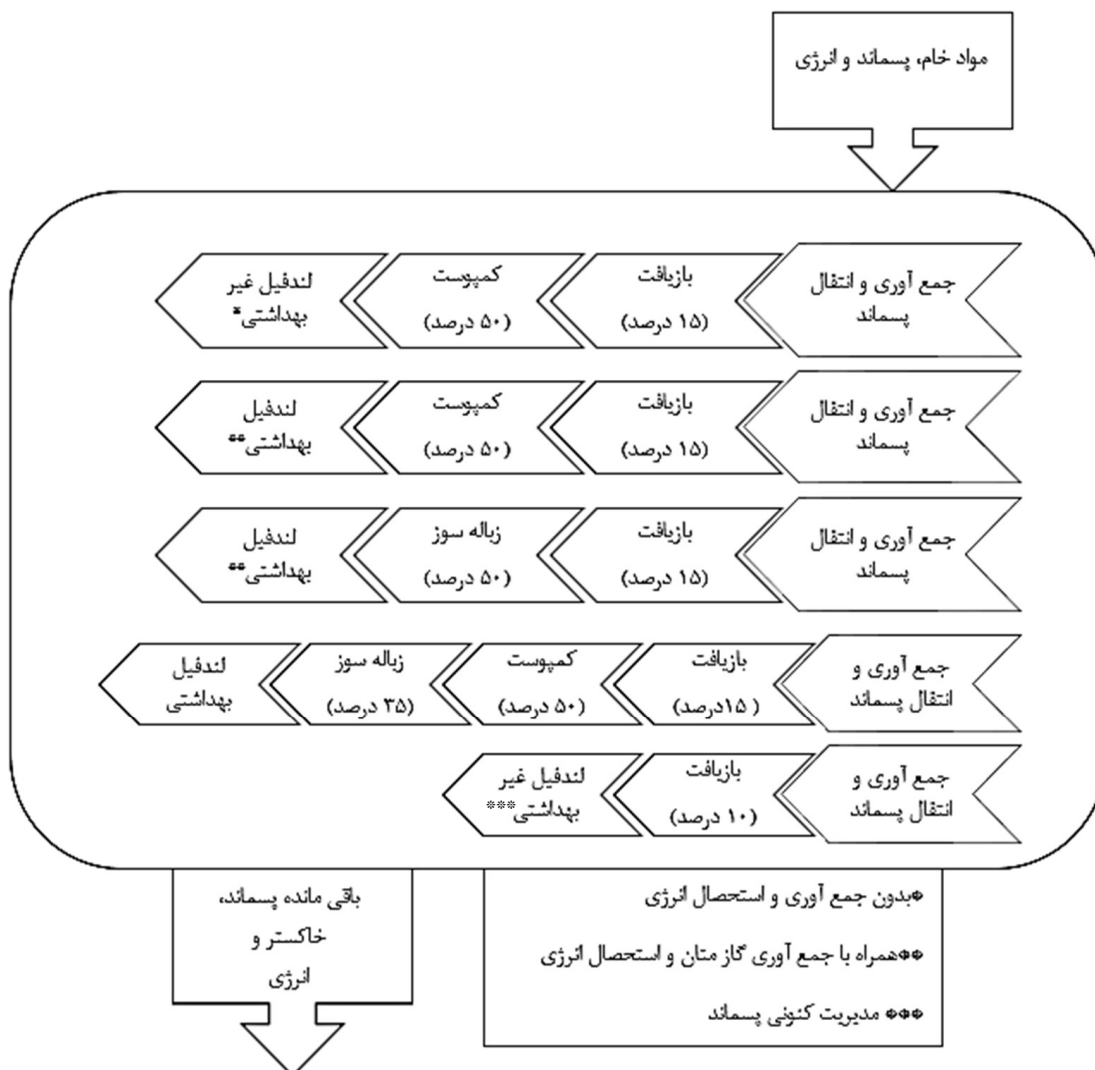 مواد خام، پسماند و انرژی
جمع آوری و انتقال
پسماند
بازیافت
(۱۵ درصد)
کمپوست
(۵۰ درصد)
لندفیل غیر
بهداشتی*
جمع آوری و انتقال
پسماند
بازیافت
(۱۵ درصد)
کمپوست
(۵۰ درصد)
لندفیل
بهداشتی**
جمع آوری و انتقال
پسماند
بازیافت
(۱۵ درصد)
زباله سوز
(۵۰ درصد)
لندفیل
بهداشتی**
جمع آوری و
انتقال پسماند
بازیافت
( ۱۵درصد)
کمپوست
(۵۰ درصد)
زباله سوز
(۳۵ درصد)
لندفیل
بهداشتی
جمع آوری و
انتقال پسماند
بازیافت
(۱۰ درصد)
لندفیل غیر
بهداشتی***
*بدون جمع آوری و استحصال انرژی
**همراه با جمع آوری گاز متان و استحصال انرژی
*** مدیریت کنونی پسماند
باقی مانده پسماند،
خاکستر و
انرژی